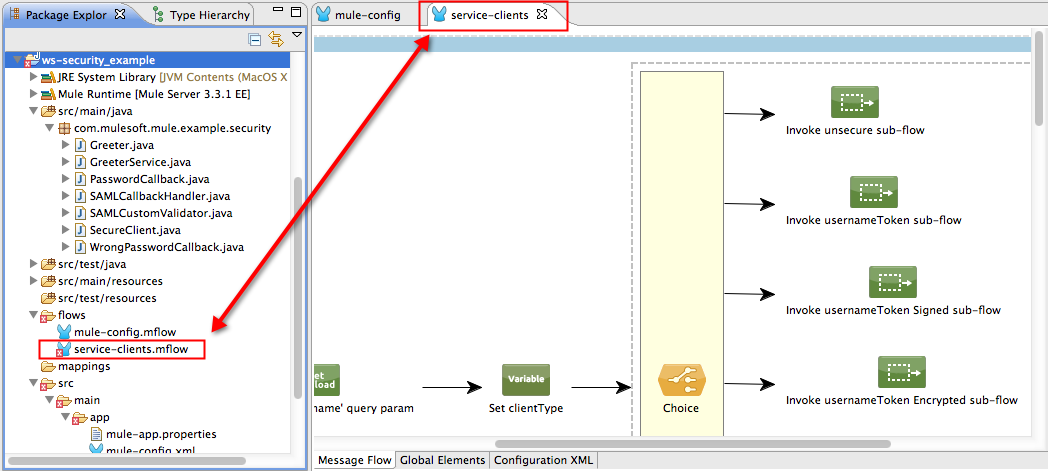 Package Explor
Type Hierarchy
mule-config
service-clients
ws-security_example
JRE System Library [JVM Contents (MacOS X
Mule Runtime [Mule Server 3.3.1 EE]
src/main/java
com.mulesoft.mule.example.security
Greeter.java
GreeterService.java
PasswordCallback.java
SAMLCallbackHandler.java
SAMLCustomValidator.java
SecureClient.java
WrongPasswordCallback.java
src/test/java
src/main/resources
src/test/resources
flows
mule-config.mflow
service-clients.mflow
mappings
src
main
app
mule-app.properties
mule-config.xml
Invoke unsecure sub-flow
Invoke usernameToken sub-flow
Invoke usernameToken Signed sub-flow
Invoke usernameToken Encrypted sub-flow
name' query param
Variable
Set clientType
Choice
Message Flow
Global Elements
Configuration XML